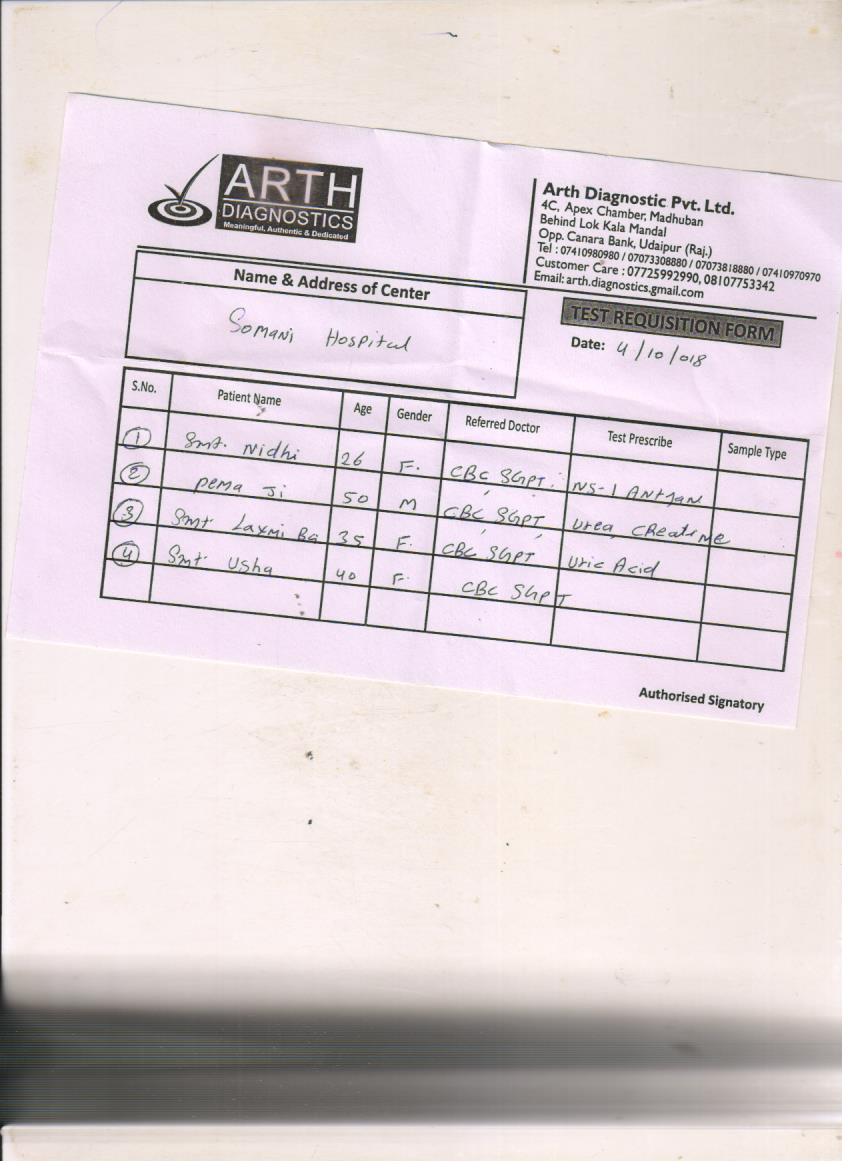 ARTH
DIAGNOSTICS
Meaningful, Authentic & Dedicated
Arth Diagnostic Pvt. Ltd.
4C, Apex Chamber, Madhuban
Behind Lok Kala Mandal
Opp. Canara Bank, Udaipur (Raj.)
Tel : 07410980980 / 07073308880 / 07073818880 / 07410970970
Customer Care : 07725992990, 08107753342
Email: arth.diagnostics.gmail.com
Name & Address of Center
Somani Hospital
TEST REQUISITION FORM
Date: 4/10/018
S.No. Patient Name Age Gender Referred Doctor Test Prescribe Sample Type
1 Smt. Nidhi 26 F. CBC, SGPT. NS-1
2 Pema Ji 50 M CBC, SGPT, Urea,
3 Smt Laxmi Ba 35 F. CBC SGPT Uric Acid
4 Smt Usha 40 F. CBC SGPT
Authorised Signatory